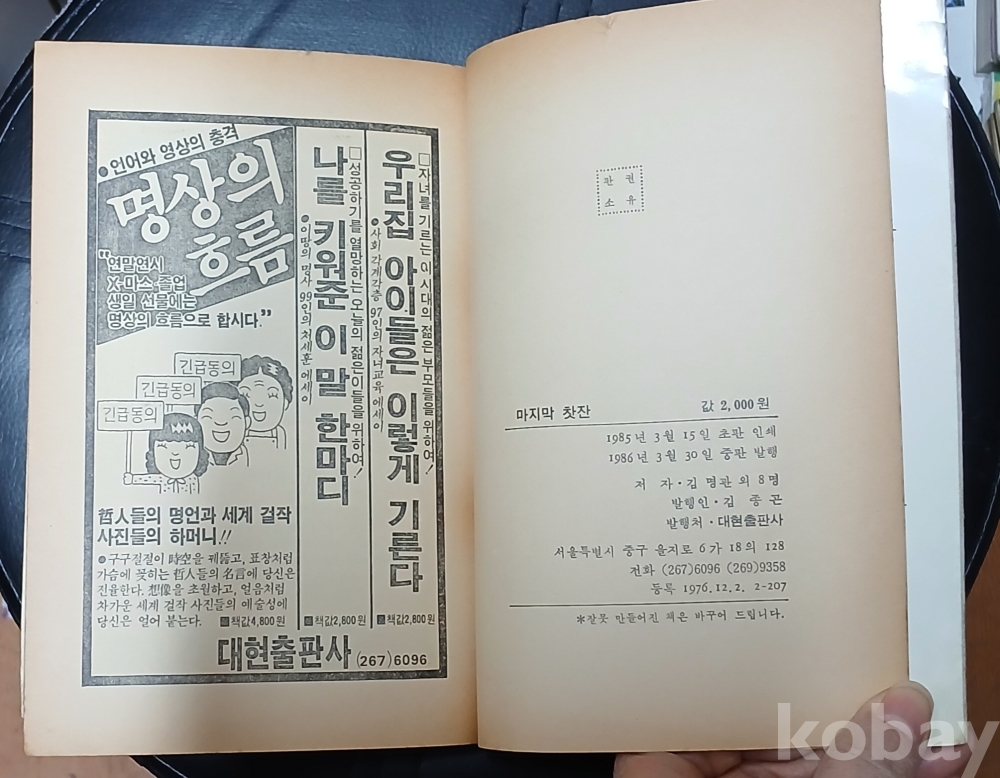 ●언어와 영상의 충격
명상의
흐름
"연말연시
X-마스·졸업
생일 선물에는
명상의 흐름으로 합시다."
긴급동의
긴급동의
긴급동의
哲人들의 명언과 세계 걸작
사진들의 하머니!!
●구구절절이 時空을 꿰뚫고, 표창처럼
가슴에 꽂히는 哲人들의 名言에 당신은
진율한다. 想像을 초월하고, 얼음처럼
차가운 세계 걸작 사진들의 예술성에
당신은 얼어 붙는다. ■책값4,800원
□성공하기를 열망하는 오늘의 젊은이들을 위하여!
나를 키워준 이 말 한마디
●이땅의 명사 99인의 처세훈 에세이
■책값2,800원
□자녀를 기르는 이 시대의 젊은 부모들을 위하여!
우리집 아이들은 이렇게 기른다
●사회 각계각층 97인의 자녀교육 에세이
■책값2,800원
대현출판사 (267)6096
판 권
소 유
마지막 찻잔 값 2,000원
1985년 3월 15일 초판 인쇄
1986년 3월 30일 중판 발행
저 자·김 명 관 외 8명
발행인·김 종 곤
발행처·대현출판사
서울특별시 중구 을지로 6가 18의 128
전화 (267)6096 (269)9358
등록 1976.12.2. 2-207
*잘못 만들어진 책은 바꾸어 드립니다.
kobay